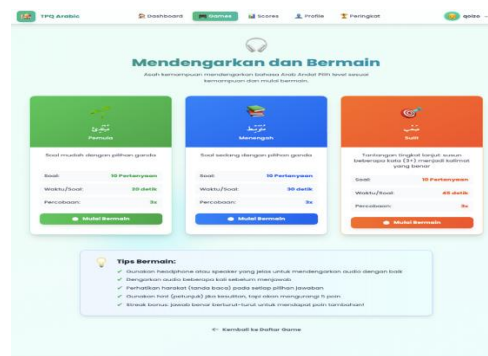 TPQ Arabic
Dashboard
Games
Scores
Profile
Peringkat
Mendengarkan dan Bermain
Asah kemampuan mendengarkan bahasa Arab Anda! Pilih level sesuai
kemampuan dan mulai bermain.
مُبْتَدِئ
Pemula
Soal mudah dengan pilihan ganda
Soal: 10 Pertanyaan
Waktu/Soal: 20 detik
Percobaan: 3x
Mulai Bermain
مُتَوَسِّط
Menengah
Soal sedang dengan pilihan ganda
Soal: 10 Pertanyaan
Waktu/Soal: 30 detik
Percobaan: 3x
Mulai Bermain
صَعْب
Sulit
Tantangan tingkat lanjut: susun
beberapa kata (3+) menjadi kalimat
yang benar
Soal: 10 Pertanyaan
Waktu/Soal: 45 detik
Percobaan: 3x
Mulai Bermain
Tips Bermain:
Gunakan headphone atau speaker yang jelas untuk mendengarkan audio dengan baik
Dengarkan audio beberapa kali sebelum menjawab
Perhatikan harakat (tanda baca) pada setiap pilihan jawaban
Gunakan hint (petunjuk) jika kesulitan, tapi akan mengurangi 5 poin
Streak bonus: jawab benar berturut-turut untuk mendapat poin tambahan!
Kembali ke Daftar Game